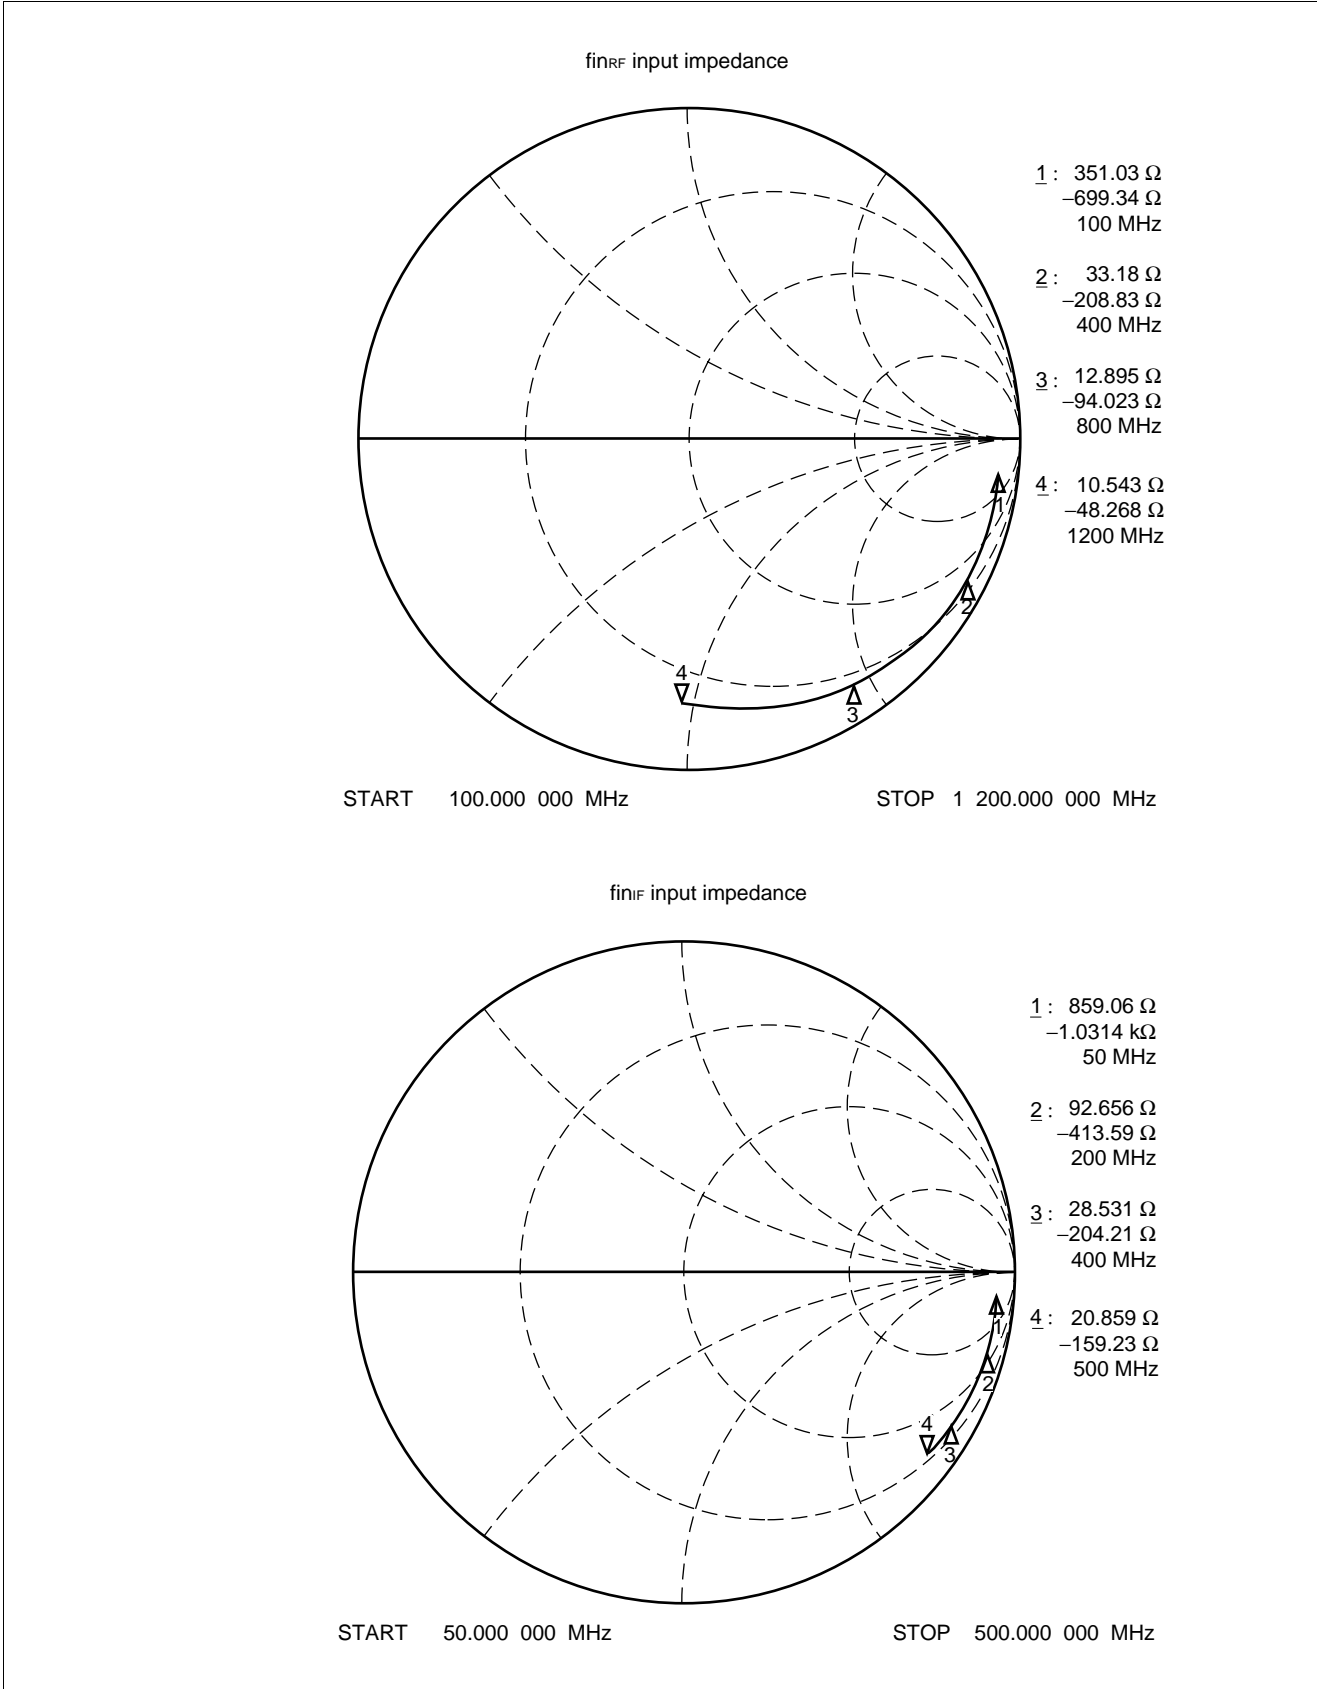 finRF input impedance
1 : 351.03 Ω
−699.34 Ω
100 MHz
2 : 33.18 Ω
−208.83 Ω
400 MHz
3 : 12.895 Ω
−94.023 Ω
800 MHz
4 : 10.543 Ω
−48.268 Ω
1200 MHz
1
2
4
3
START 100.000 000 MHz STOP 1 200.000 000 MHz
finIF input impedance
1 : 859.06 Ω
−1.0314 kΩ
50 MHz
2 : 92.656 Ω
−413.59 Ω
200 MHz
3 : 28.531 Ω
−204.21 Ω
400 MHz
4 : 20.859 Ω
−159.23 Ω
500 MHz
1
2
4
3
START 50.000 000 MHz STOP 500.000 000 MHz